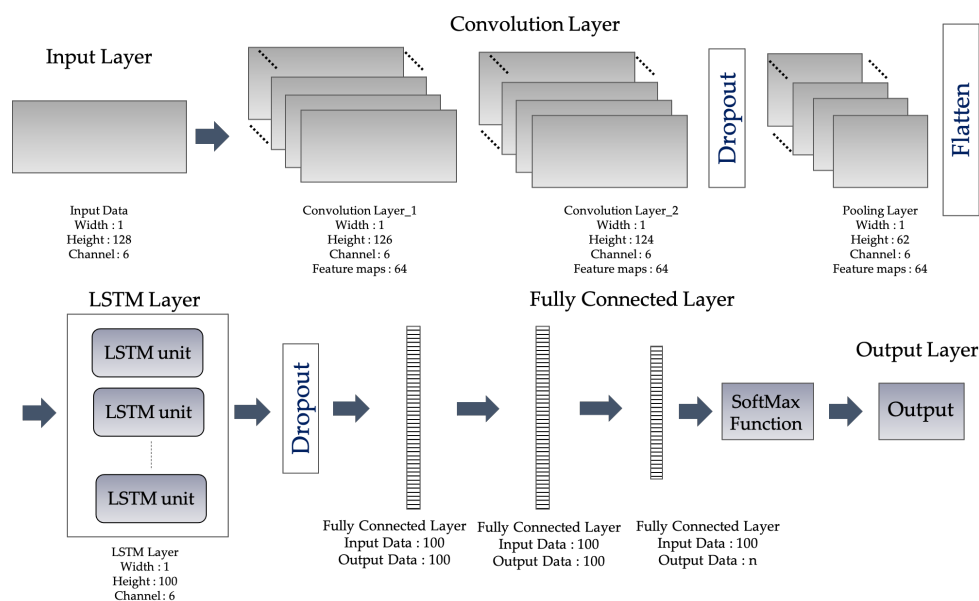 Convolution Layer
Input Layer
Dropout
Flatten
Input Data
Width : 1
Height : 128
Channel : 6
Convolution Layer_1
Width : 1
Height : 126
Channel : 6
Feature maps : 64
Convolution Layer_2
Width : 1
Height : 124
Channel : 6
Feature maps : 64
Pooling Layer
Width : 1
Height : 62
Channel : 6
Feature maps : 64
LSTM Layer
Fully Connected Layer
Output Layer
LSTM unit
LSTM unit
LSTM unit
Dropout
SoftMax
Function
Output
LSTM Layer
Width : 1
Height : 100
Channel : 6
Fully Connected Layer
Input Data : 100
Output Data : 100
Fully Connected Layer
Input Data : 100
Output Data : 100
Fully Connected Layer
Input Data : 100
Output Data : n